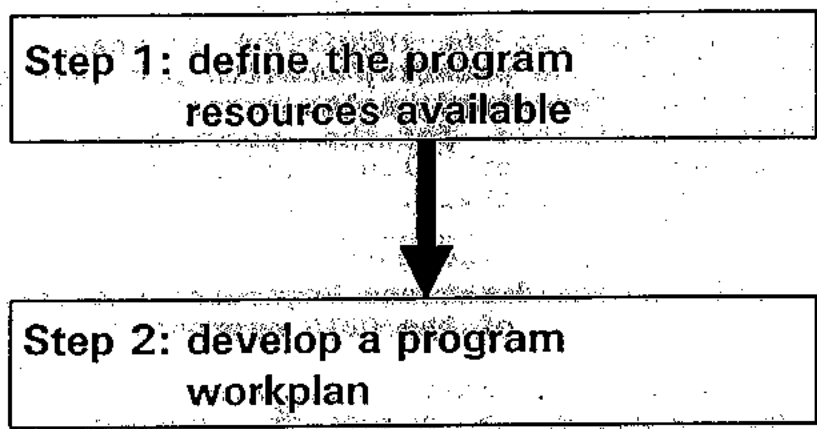 Step 1: define the program
resources available
Step 2: develop a program
workplan